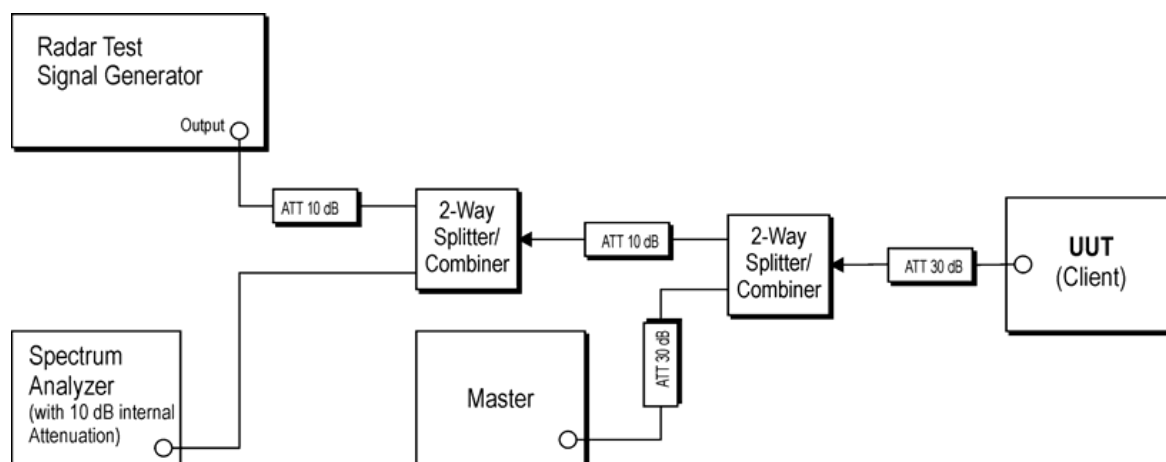 Radar Test
Signal Generator
Output
ATT 10 dB
2-Way
Splitter/
Combiner
ATT 10 dB
2-Way
Splitter/
Combiner
ATT 30 dB
UUT
(Client)
Spectrum
Analyzer
(with 10 dB internal
Attenuation)
Master
ATT 30 dB